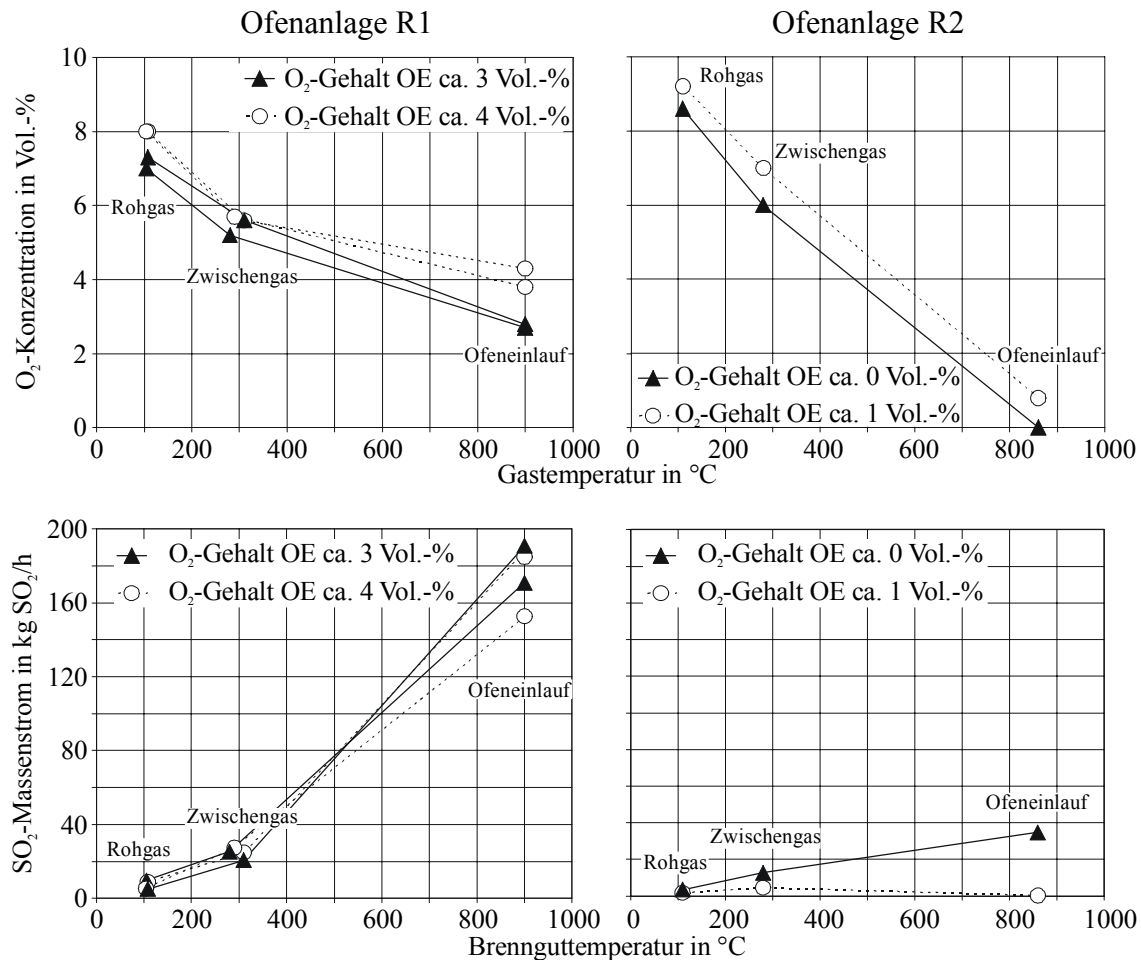 Ofenanlage R1
Ofenanlage R2
O₂-Konzentration in Vol.-%
10
8
6
4
2
0
O₂-Gehalt OE ca. 3 Vol.-%
O₂-Gehalt OE ca. 4 Vol.-%
Rohgas
Zwischengas
Ofeneinlauf
0 200 400 600 800 1000
Rohgas
Zwischengas
Ofeneinlauf
O₂-Gehalt OE ca. 0 Vol.-%
O₂-Gehalt OE ca. 1 Vol.-%
0 200 400 600 800 1000
Gastemperatur in °C
SO₂-Massenstrom in kg SO₂/h
200
160
120
80
40
0
O₂-Gehalt OE ca. 3 Vol.-%
O₂-Gehalt OE ca. 4 Vol.-%
Ofeneinlauf
Zwischengas
Rohgas
0 200 400 600 800 1000
O₂-Gehalt OE ca. 0 Vol.-%
O₂-Gehalt OE ca. 1 Vol.-%
Ofeneinlauf
Zwischengas
Rohgas
0 200 400 600 800 1000
Brennguttemperatur in °C